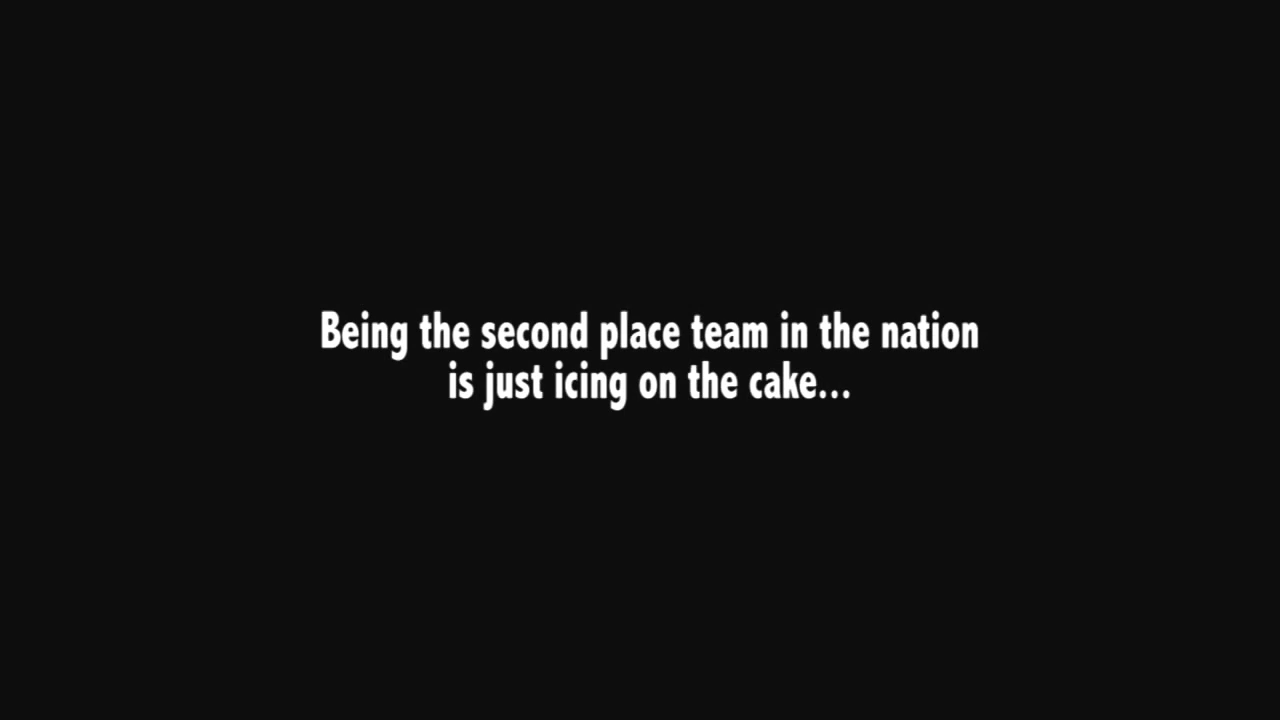 Being the second place team in the nation
is just icing on the cake...